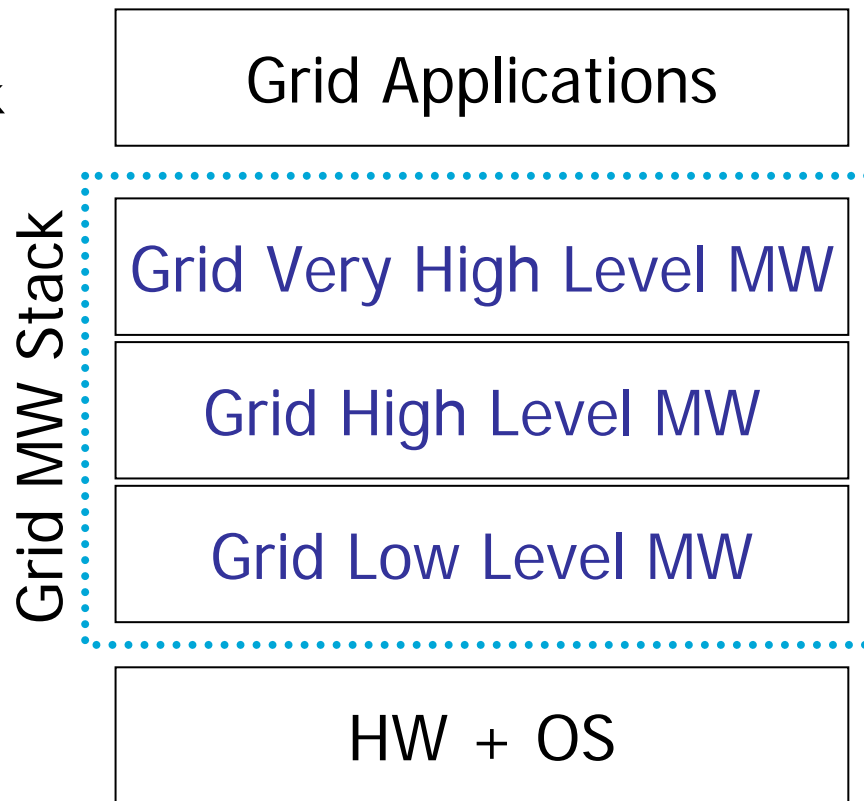 Grid Applications
Grid MW Stack
Grid Very High Level MW
Grid High Level MW
Grid Low Level MW
HW + OS